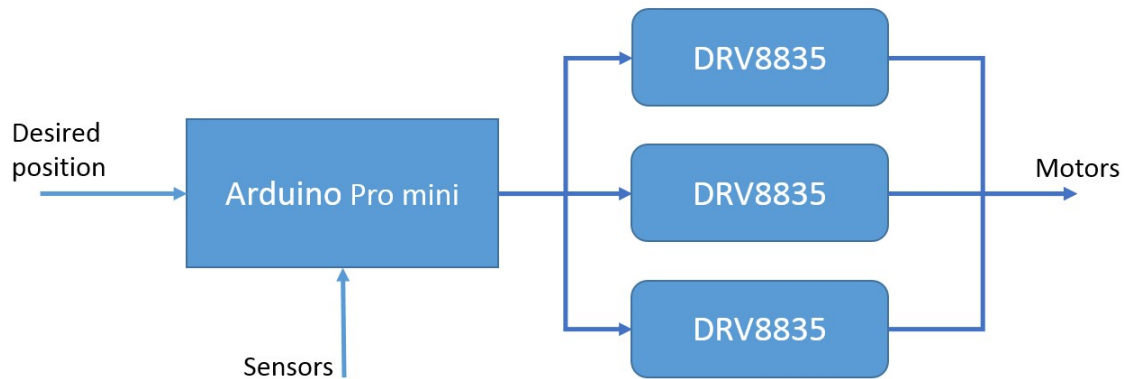 Desired
position
Arduino Pro mini
Sensors
DRV8835
DRV8835
DRV8835
Motors